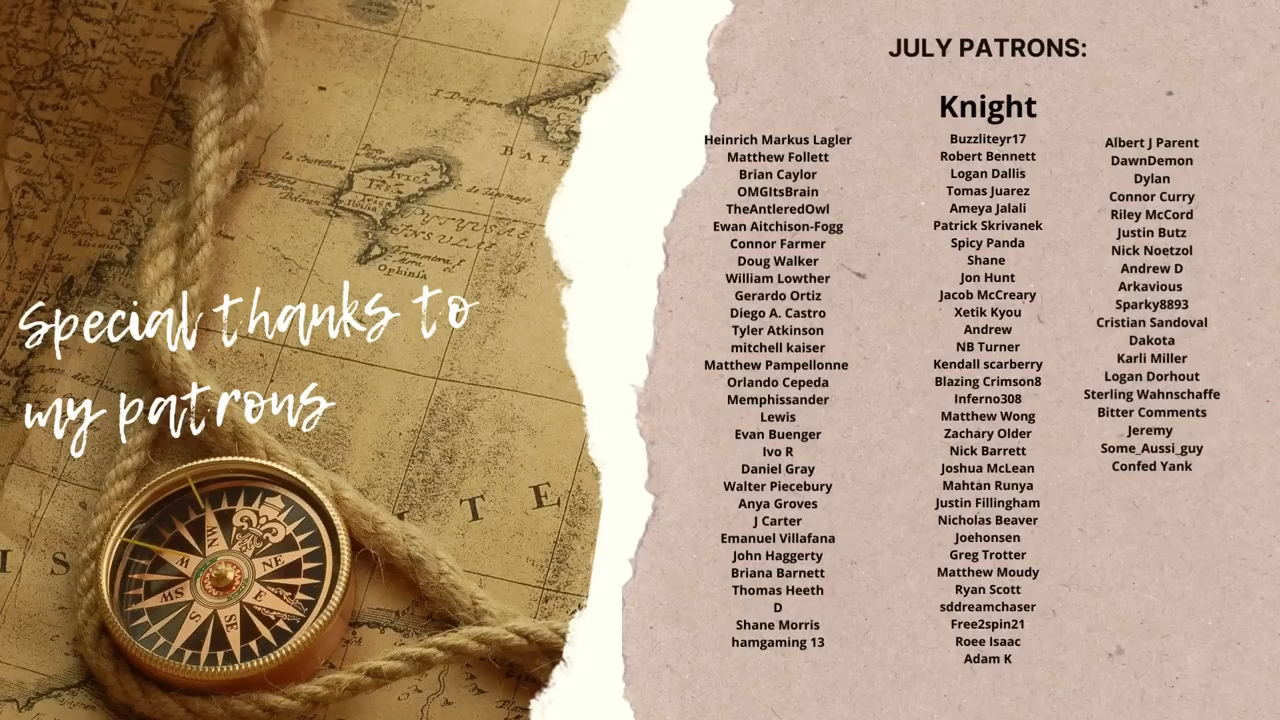 Special thanks to
my patrons
JULY PATRONS:
Knight
Heinrich Markus Lagler
Matthew Follett
Brian Caylor
OMGItsBrain
TheAntleredOwl
Ewan Aitchison-Fogg
Connor Farmer
Doug Walker
William Lowther
Gerardo Ortiz
Diego A. Castro
Tyler Atkinson
mitchell kaiser
Matthew Pampellonne
Orlando Cepeda
Memphissander
Lewis
Evan Buenger
Ivo R
Daniel Gray
Walter Piecebury
Anya Groves
J Carter
Emanuel Villafana
John Haggerty
Briana Barnett
Thomas Heeth
D
Shane Morris
hamgaming 13
Buzzliteyr17
Robert Bennett
Logan Dallis
Tomas Juarez
Ameya Jalali
Patrick Skrivanek
Spicy Panda
Shane
Jon Hunt
Jacob McCreary
Xetik Kyou
Andrew
NB Turner
Kendall scarberry
Blazing Crimson8
Inferno308
Matthew Wong
Zachary Older
Nick Barrett
Joshua McLean
Mahtan Runya
Justin Fillingham
Nicholas Beaver
Joehonsen
Greg Trotter
Matthew Moudy
Ryan Scott
sddreamchaser
Free2spin21
Roee Isaac
Adam K
Albert J Parent
DawnDemon
Dylan
Connor Curry
Riley McCord
Justin Butz
Nick Noetzol
Andrew D
Arkavious
Sparky8893
Cristian Sandoval
Dakota
Karli Miller
Logan Dorhout
Sterling Wahnschaffe
Bitter Comments
Jeremy
Some_Aussi_guy
Confed Yank
IVIÇA
Ophinſa
T E
I S
NW
NE
W
SW
S
SE